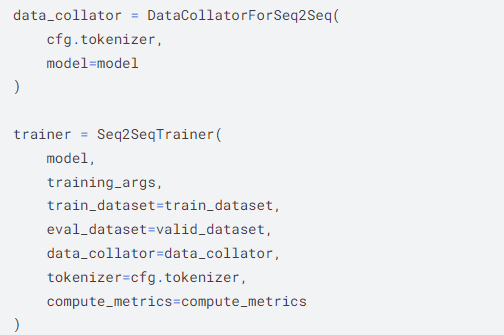 data_collator = DataCollatorForSeq2Seq(
    cfg.tokenizer,
    model=model
)

trainer = Seq2SeqTrainer(
    model,
    training_args,
    train_dataset=train_dataset,
    eval_dataset=valid_dataset,
    data_collator=data_collator,
    tokenizer=cfg.tokenizer,
    compute_metrics=compute_metrics
)